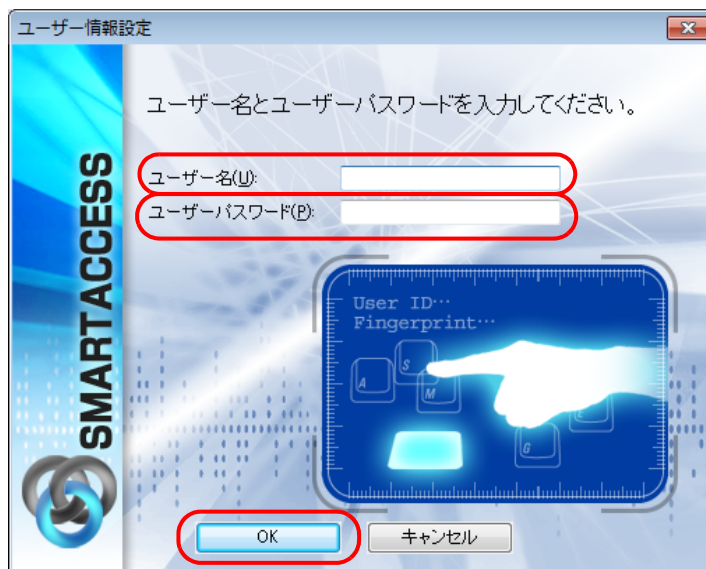 ユーザー情報設定
SMARTACCESS
ユーザー名とユーザーパスワードを入力してください。
ユーザー名(U):
ユーザーパスワード(P):
User ID…
Fingerprint…
A
S
M
G
E
OK
キャンセル